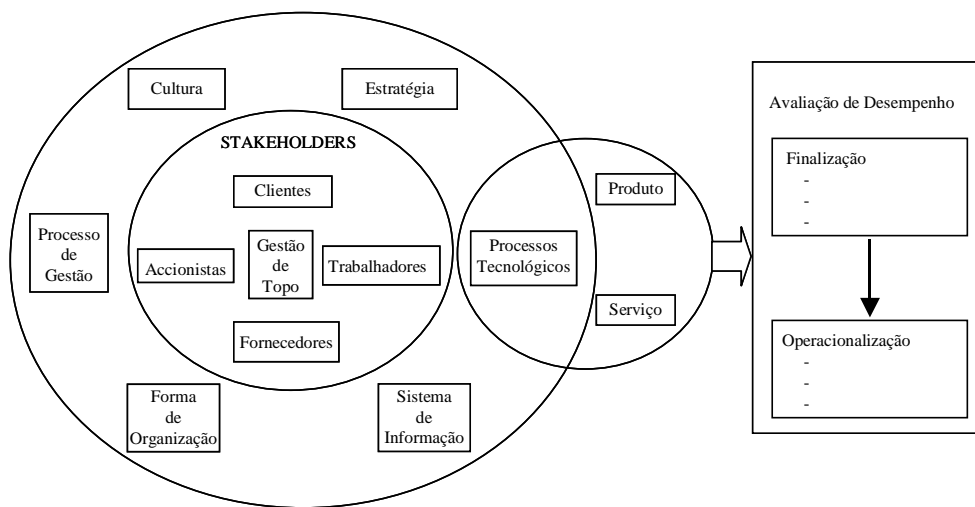 Cultura
Estratégia
STAKEHOLDERS
Clientes
Processo
de
Gestão
Accionistas
Gestão
de
Topo
Trabalhadores
Fornecedores
Forma
de
Organização
Sistema
de
Informação
Processos
Tecnológicos
Produto
Serviço
Avaliação de Desempenho
Finalização
-
-
-
Operacionalização
-
-
-